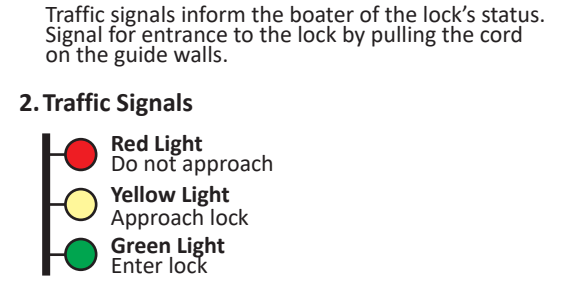 Traffic signals inform the boater of the lock’s status.
Signal for entrance to the lock by pulling the cord
on the guide walls.
2. Traffic Signals
Red Light
Do not approach
Yellow Light
Approach lock
Green Light
Enter lock